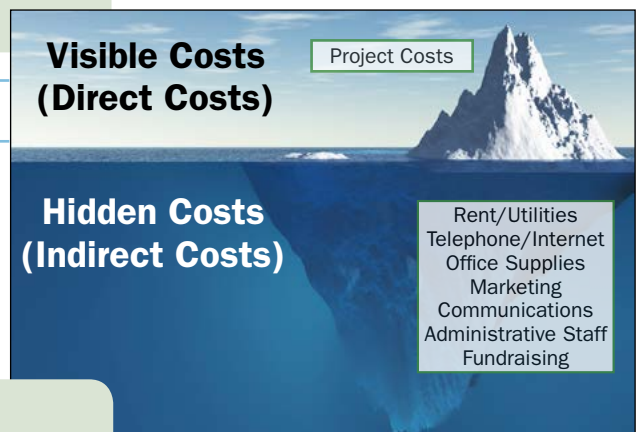 Visible Costs
(Direct Costs)
Project Costs
Hidden Costs
(Indirect Costs)
Rent/Utilities
Telephone/Internet
Office Supplies
Marketing
Communications
Administrative Staff
Fundraising